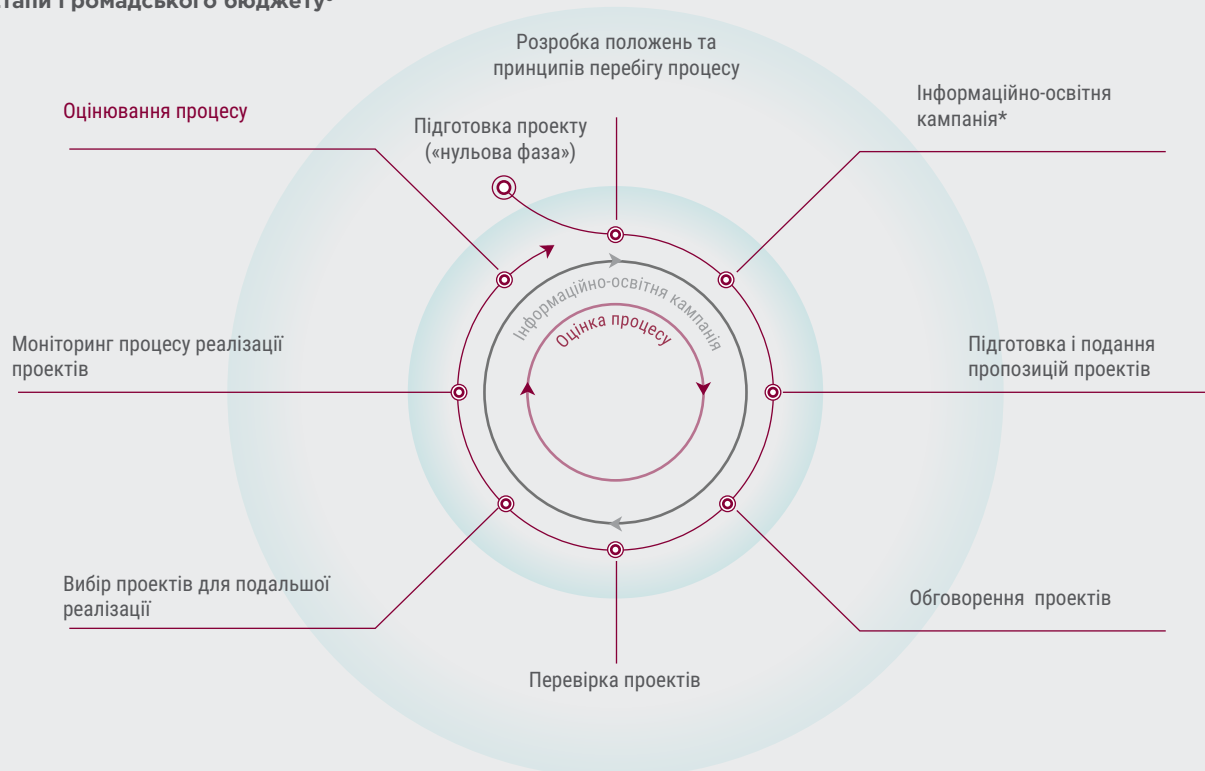 тапи Громадського бюджету
Розробка положень та
принципів перебігу процесу
Інформаційно-освітня
кампанія*
Оцінювання процесу
Підготовка проекту
(«нульова фаза»)
Інформаційно-освітня кампанія
Оцінка процесу
Моніторинг процесу реалізації
проектів
Підготовка і подання
пропозицій проектів
Вибір проектів для подальшої
реалізації
Обговорення проектів
Перевірка проектів